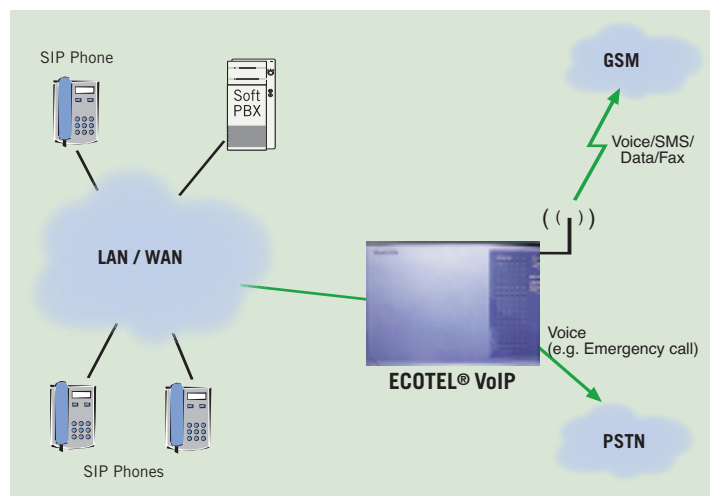 SIP Phone
Soft
PBX
GSM
Voice/SMS/
Data/Fax
LAN / WAN
Voice
(e.g. Emergency call)
ECOTEL® VoIP
PSTN
SIP Phones